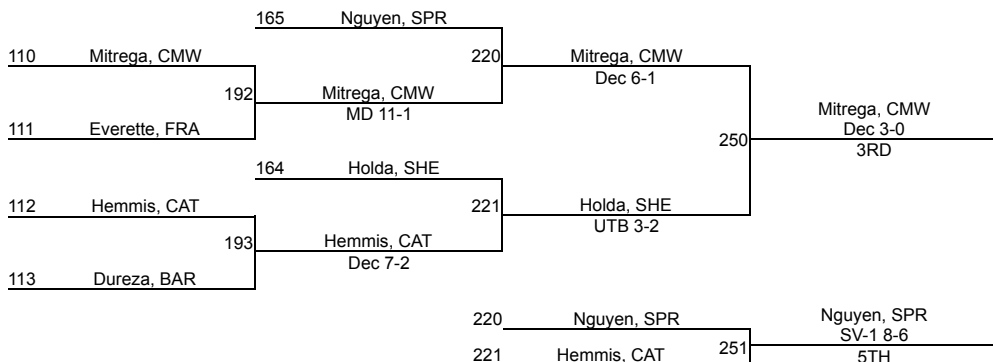 165 Nguyen, SPR
110 Mitrega, CMW
220 Mitrega, CMW
Dec 6-1
192 Mitrega, CMW
MD 11-1
Mitrega, CMW
Dec 3-0
3RD
111 Everette, FRA
250
164 Holda, SHE
112 Hemmis, CAT
221 Holda, SHE
UTB 3-2
193 Hemmis, CAT
Dec 7-2
113 Dureza, BAR
220 Nguyen, SPR
Nguyen, SPR
SV-1 8-6
5TH
221 Hemmis, CAT
251